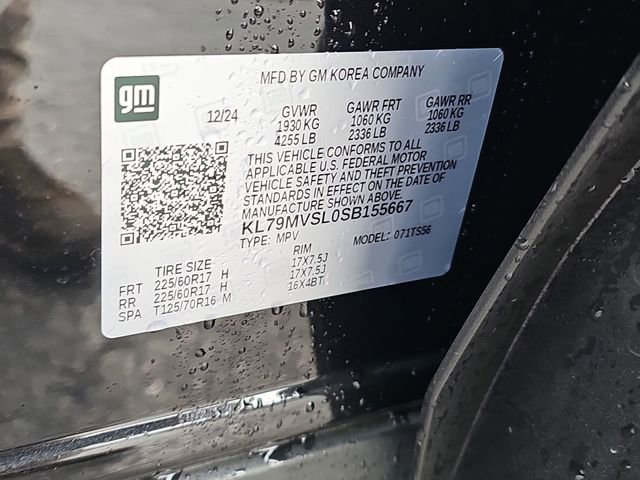 MFD BY GM KOREA COMPANY
gm
12/24 GVWR GAWR FRT GAWR RR
1930 KG 1060 KG 1060 KG
4255 LB 2336 LB 2336 LB
THIS VEHICLE CONFORMS TO ALL
APPLICABLE U.S. FEDERAL MOTOR
VEHICLE SAFETY AND THEFT PREVENTION
STANDARDS IN EFFECT ON THE DATE OF
MANUFACTURE SHOWN ABOVE.
KL79MVSL0SB155667
TYPE: MPV MODEL: 071TS56
TIRE SIZE RIM
FRT 225/60R17 H 17X7.5J
RR 225/60R17 H 17X7.5J
SPA T125/70R16 M 16X4BT